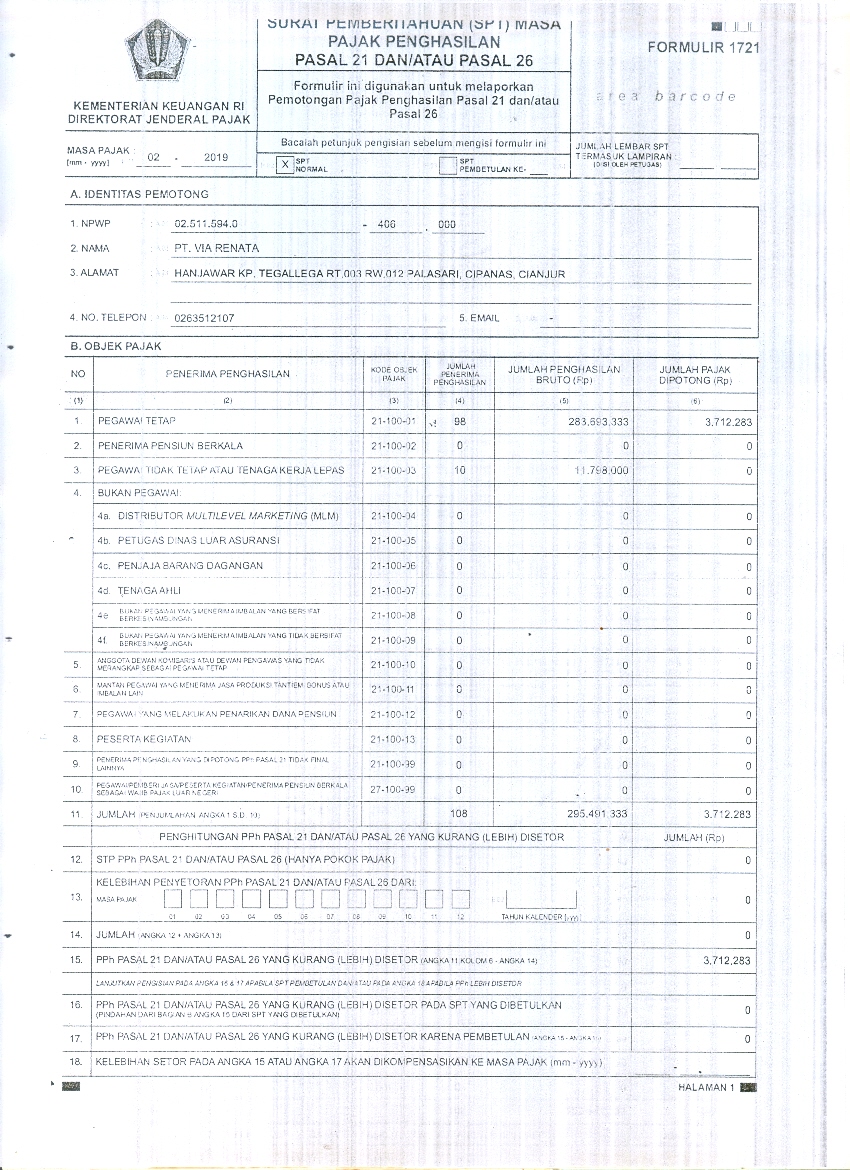 SURAT PEMBERITAHUAN (SPT) MASA
PAJAK PENGHASILAN
PASAL 21 DAN/ATAU PASAL 26
FORMULIR 1721
Formulir ini digunakan untuk melaporkan
Pemotongan Pajak Penghasilan Pasal 21 dan/atau
Pasal 26
area barcode
KEMENTERIAN KEUANGAN RI
DIREKTORAT JENDERAL PAJAK
MASA PAJAK :
[mm - yyyy]
02 - 2019
Bacalah petunjuk pengisian sebelum mengisi formulir ini
X SPT NORMAL
SPT PEMBETULAN KE-
JUMLAH LEMBAR SPT
TERMASUK LAMPIRAN :
(DIISI OLEH PETUGAS)
A. IDENTITAS PEMOTONG
1. NPWP : 02.511.594.0 - 406 . 000
2. NAMA : PT. VIA RENATA
3. ALAMAT : HANJAWAR KP, TEGALLEGA RT,003 RW,012 PALASARI, CIPANAS, CIANJUR
4. NO. TELEPON : 0263512107 5. EMAIL -
B. OBJEK PAJAK
NO PENERIMA PENGHASILAN KODE OBJEK PAJAK JUMLAH PENERIMA PENGHASILAN JUMLAH PENGHASILAN BRUTO (Rp) JUMLAH PAJAK DIPOTONG (Rp)
(1) (2) (3) (4) (5) (6)
1. PEGAWAI TETAP 21-100-01 98 283,693,333 3.712.283
2. PENERIMA PENSIUN BERKALA 21-100-02 0 0 0
3. PEGAWAI TIDAK TETAP ATAU TENAGA KERJA LEPAS 21-100-03 10 11.798.000 0
4. BUKAN PEGAWAI:
4a. DISTRIBUTOR MULTILEVEL MARKETING (MLM) 21-100-04 0 0 0
4b. PETUGAS DINAS LUAR ASURANSI 21-100-05 0 0 0
4c. PENJAJA BARANG DAGANGAN 21-100-06 0 0 0
4d. TENAGA AHLI 21-100-07 0 0 0
4e. BUKAN PEGAWAI YANG MENERIMA IMBALAN YANG BERSIFAT BERKESINAMBUNGAN 21-100-08 0 0 0
4f. BUKAN PEGAWAI YANG MENERIMA IMBALAN YANG TIDAK BERSIFAT BERKESINAMBUNGAN 21-100-09 0 0 0
5. ANGGOTA DEWAN KOMISARIS ATAU DEWAN PENGAWAS YANG TIDAK MERANGKAP SEBAGAI PEGAWAI TETAP 21-100-10 0 0 0
6. MANTAN PEGAWAI YANG MENERIMA JASA PRODUKSI TANTIEM, BONUS ATAU IMBALAN LAIN 21-100-11 0 0 0
7. PEGAWAI YANG MELAKUKAN PENARIKAN DANA PENSIUN 21-100-12 0 0 0
8. PESERTA KEGIATAN 21-100-13 0 0 0
9. PENERIMA PENGHASILAN YANG DIPOTONG PPh PASAL 21 TIDAK FINAL LAINNYA 21-100-99 0 0 0
10. PEGAWAI/PEMBERI JASA/PESERTA KEGIATAN/PENERIMA PENSIUN BERKALA SEBAGAI WAJIB PAJAK LUAR NEGERI 27-100-99 0 0 0
11. JUMLAH (PENJUMLAHAN ANGKA 1 S.D. 10) 108 295,491,333 3.712.283
PENGHITUNGAN PPh PASAL 21 DAN/ATAU PASAL 26 YANG KURANG (LEBIH) DISETOR JUMLAH (Rp)
12. STP PPh PASAL 21 DAN/ATAU PASAL 26 (HANYA POKOK PAJAK) 0
13. KELEBIHAN PENYETORAN PPh PASAL 21 DAN/ATAU PASAL 26 DARI: 0
MASA PAJAK
01 02 03 04 05 06 07 08 09 10 11 12 TAHUN KALENDER [yyyy]
14. JUMLAH (ANGKA 12 + ANGKA 13) 0
15. PPh PASAL 21 DAN/ATAU PASAL 26 YANG KURANG (LEBIH) DISETOR (ANGKA 11 KOLOM 6 - ANGKA 14) 3,712,283
LANJUTKAN PENGISIAN PADA ANGKA 16 & 17 APABILA SPT PEMBETULAN DAN/ATAU PADA ANGKA 18 APABILA PPh LEBIH DISETOR
16. PPh PASAL 21 DAN/ATAU PASAL 26 YANG KURANG (LEBIH) DISETOR PADA SPT YANG DIBETULKAN 0
(PINDAHAN DARI BAGIAN B ANGKA 15 DARI SPT YANG DIBETULKAN)
17. PPh PASAL 21 DAN/ATAU PASAL 26 YANG KURANG (LEBIH) DISETOR KARENA PEMBETULAN (ANGKA 15 - ANGKA 16) 0
18. KELEBIHAN SETOR PADA ANGKA 15 ATAU ANGKA 17 AKAN DIKOMPENSASIKAN KE MASA PAJAK (mm - yyyy) -
HALAMAN 1